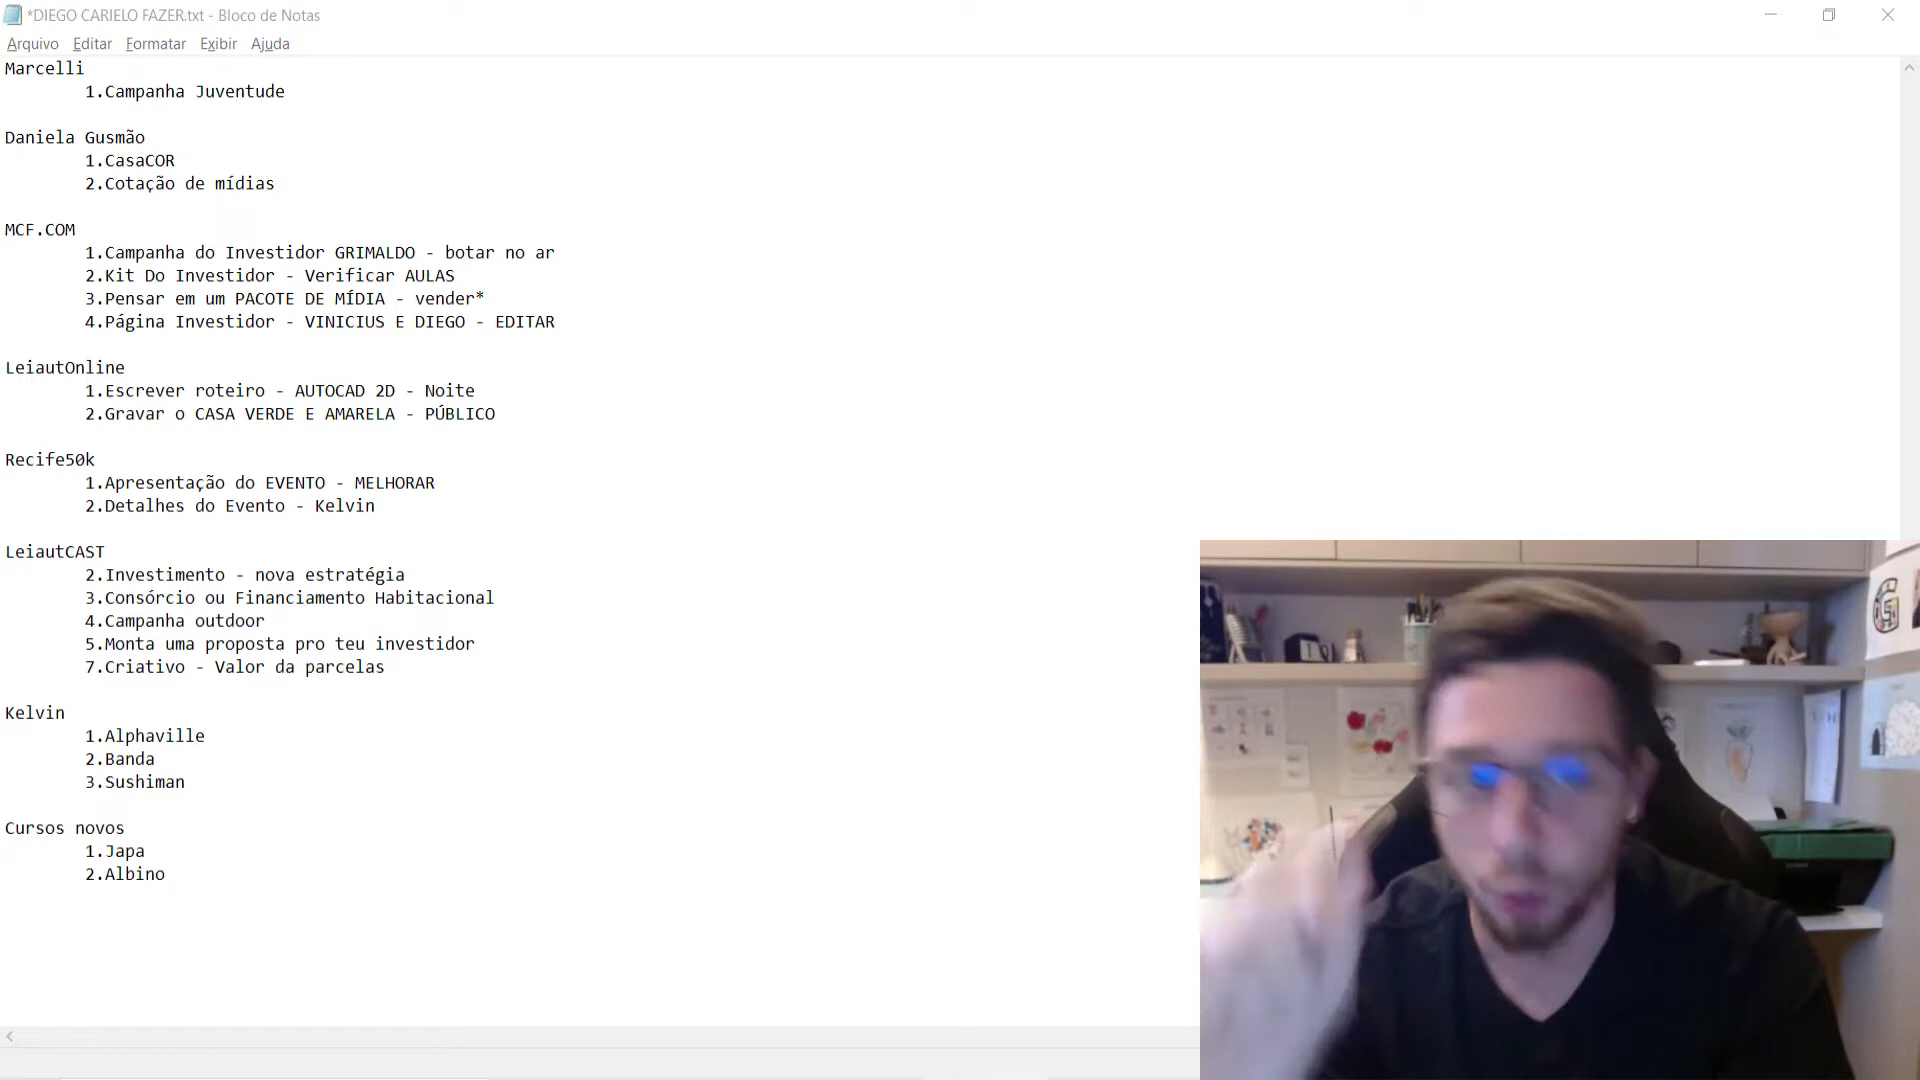 *DIEGO CARIELO FAZER.txt - Bloco de Notas
Arquivo Editar Formatar Exibir Ajuda
Marcelli
1.Campanha Juventude
Daniela Gusmão
1.CasaCOR
2.Cotação de mídias
MCF.COM
1.Campanha do Investidor GRIMALDO - botar no ar
2.Kit Do Investidor - Verificar AULAS
3.Pensar em um PACOTE DE MÍDIA - vender*
4.Página Investidor - VINICIUS E DIEGO - EDITAR
LeiautOnline
1.Escrever roteiro - AUTOCAD 2D - Noite
2.Gravar o CASA VERDE E AMARELA - PÚBLICO
Recife50k
1.Apresentação do EVENTO - MELHORAR
2.Detalhes do Evento - Kelvin
LeiautCAST
2.Investimento - nova estratégia
3.Consórcio ou Financiamento Habitacional
4.Campanha outdoor
5.Monta uma proposta pro teu investidor
7.Criativo - Valor da parcelas
Kelvin
1.Alphaville
2.Banda
3.Sushiman
Cursos novos
1.Japa
2.Albino